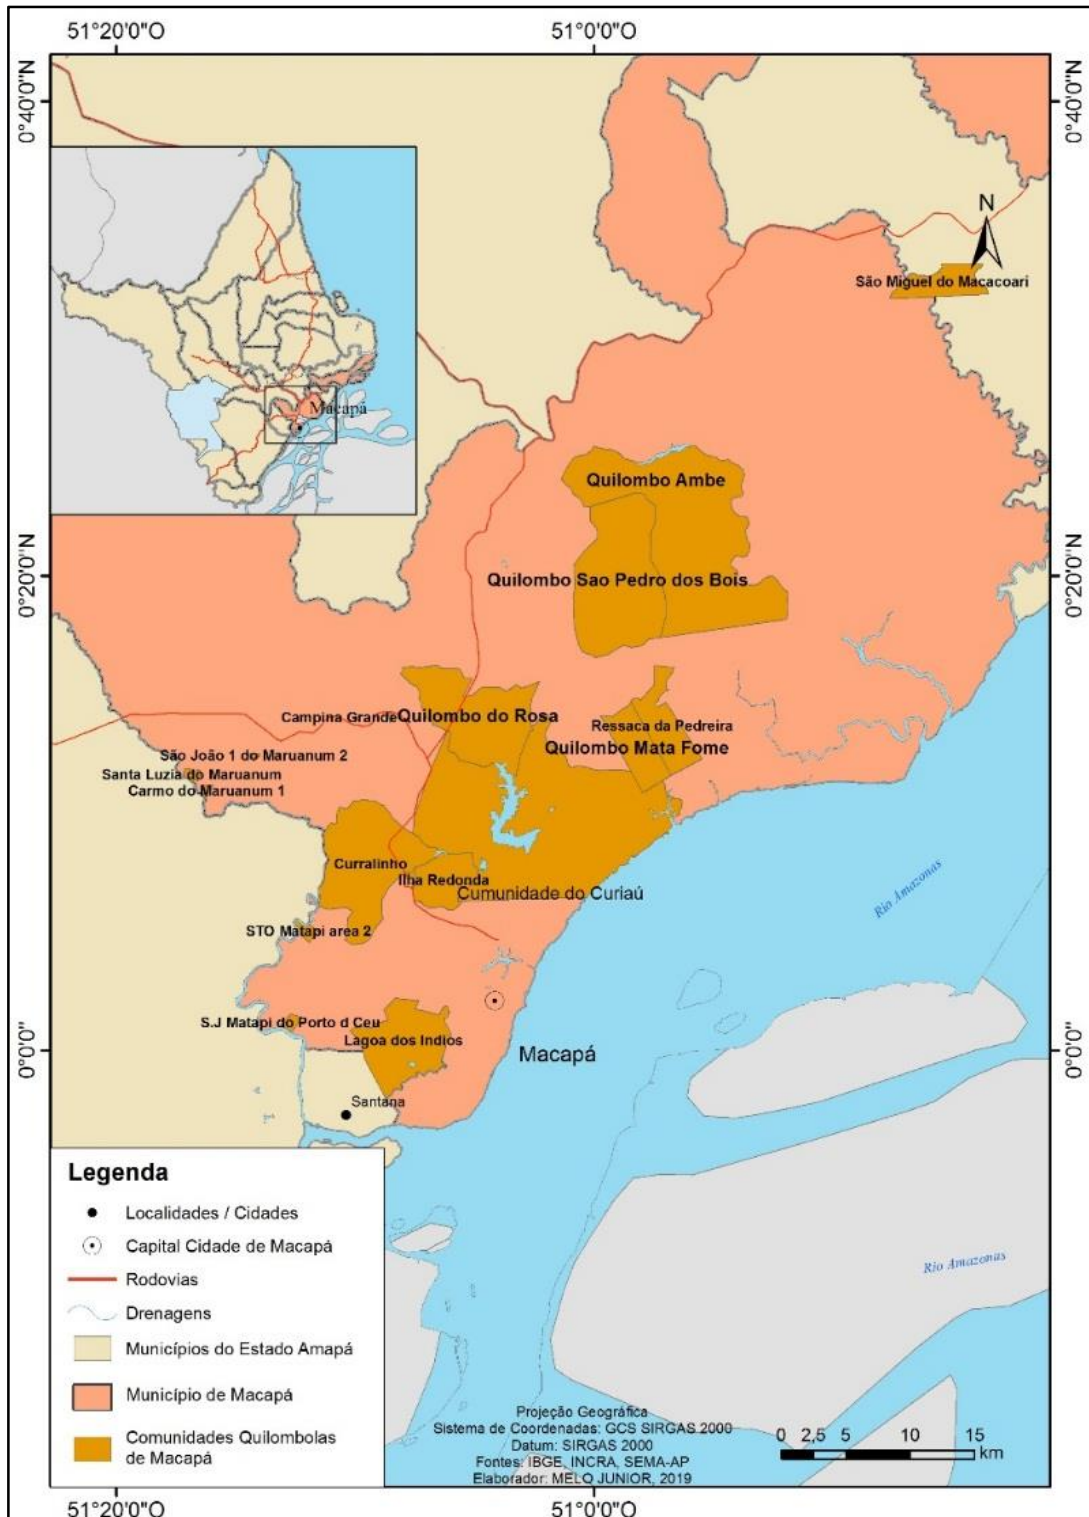 51°20'0"O
51°0'0"O
0°40'0"N
0°40'0"N
N
São Miguel do Macacoari
Macapá
Quilombo Ambe
0°20'0"N
0°20'0"N
Quilombo Sao Pedro dos Bois
Campina Grande
Quilombo do Rosa
Ressaca da Pedreira
Quilombo Mata Fome
São João 1 do Maruanum 2
Santa Luzia do Maruanum
Carmo do Maruanum 1
Curralinho
Ilha Redonda
Cumunidade do Curiaú
Rio Amazonas
STO Matapi area 2
S.J Matapi do Porto d Ceu
Lagoa dos Indios
0°0'0"
Macapá
0°0'0"
Santana
Legenda
Localidades / Cidades
Capital Cidade de Macapá
Rodovias
Drenagens
Municípios do Estado Amapá
Município de Macapá
Comunidades Quilombolas
de Macapá
Rio Amazonas
Projeção Geográfica
Sistema de Coordenadas: GCS SIRGAS 2000
Datum: SIRGAS 2000
Fontes: IBGE, INCRA, SEMA-AP
Elaborador: MELO JUNIOR, 2019
0 2,5 5 10 15
km
51°20'0"O
51°0'0"O